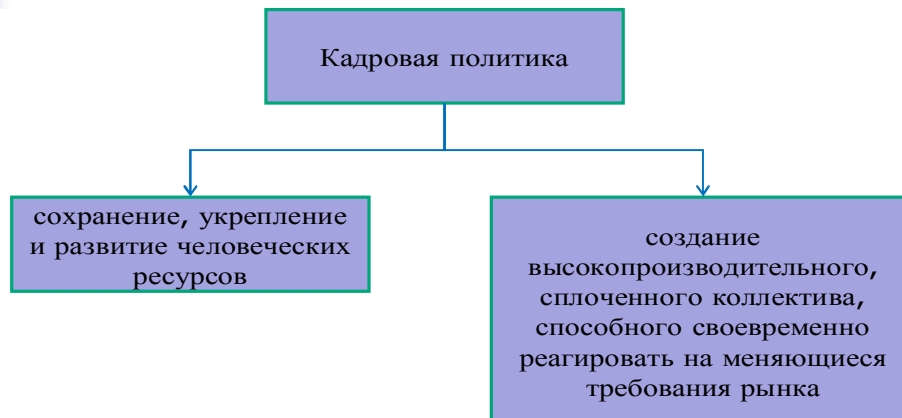 Кадровая политика
сохранение, укрепление
и развитие человеческих
ресурсов
создание
высокопроизводительного,
сплоченного коллектива,
способного своевременно
реагировать на меняющиеся
требования рынка